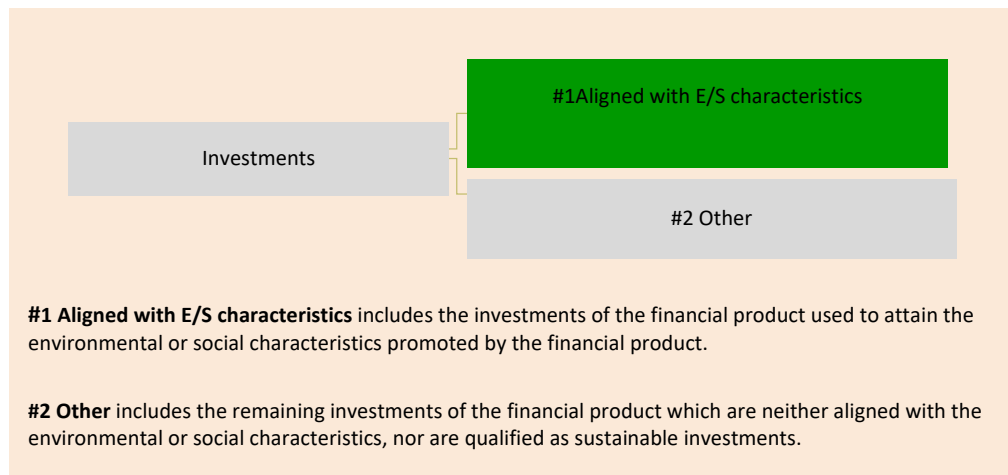 #1Aligned with E/S characteristics
Investments
#2 Other
#1 Aligned with E/S characteristics includes the investments of the financial product used to attain the
environmental or social characteristics promoted by the financial product.
#2 Other includes the remaining investments of the financial product which are neither aligned with the
environmental or social characteristics, nor are qualified as sustainable investments.